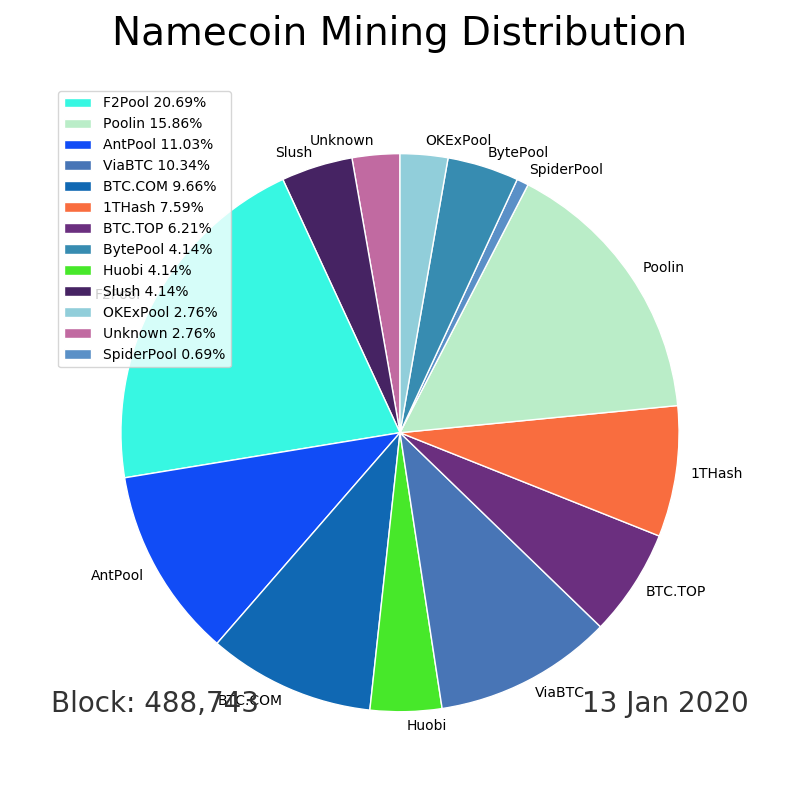 Namecoin Mining Distribution
F2Pool 20.69%
Poolin 15.86%
AntPool 11.03%
ViaBTC 10.34%
BTC.COM 9.66%
1THash 7.59%
BTC.TOP 6.21%
BytePool 4.14%
Huobi 4.14%
Slush 4.14%
OKExPool 2.76%
Unknown 2.76%
SpiderPool 0.69%
Unknown
OKExPool
Slush
BytePool
SpiderPool
Poolin
F2Pool
1THash
AntPool
BTC.TOP
ViaBTC
BTC.COM
Block: 488,743
13 Jan 2020
Huobi